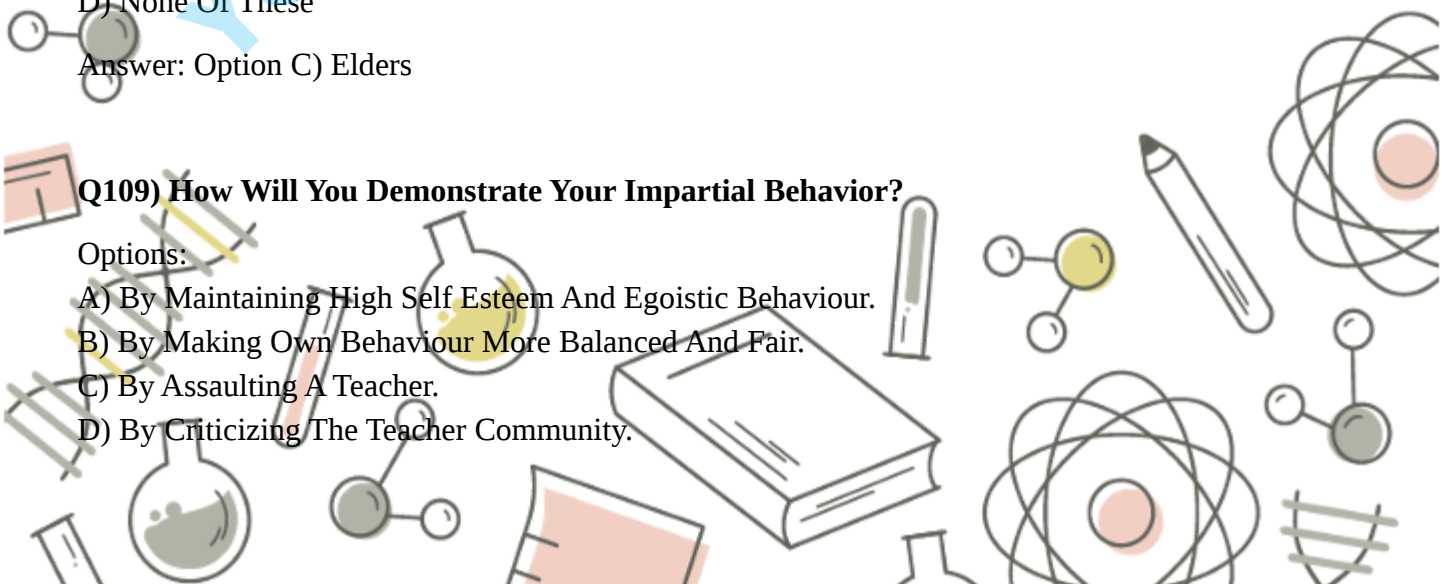 D) None Of These
Answer: Option C) Elders
Q109) How Will You Demonstrate Your Impartial Behavior?
Options:
A) By Maintaining High Self Esteem And Egoistic Behaviour.
B) By Making Own Behaviour More Balanced And Fair.
C) By Assaulting A Teacher.
D) By Criticizing The Teacher Community.